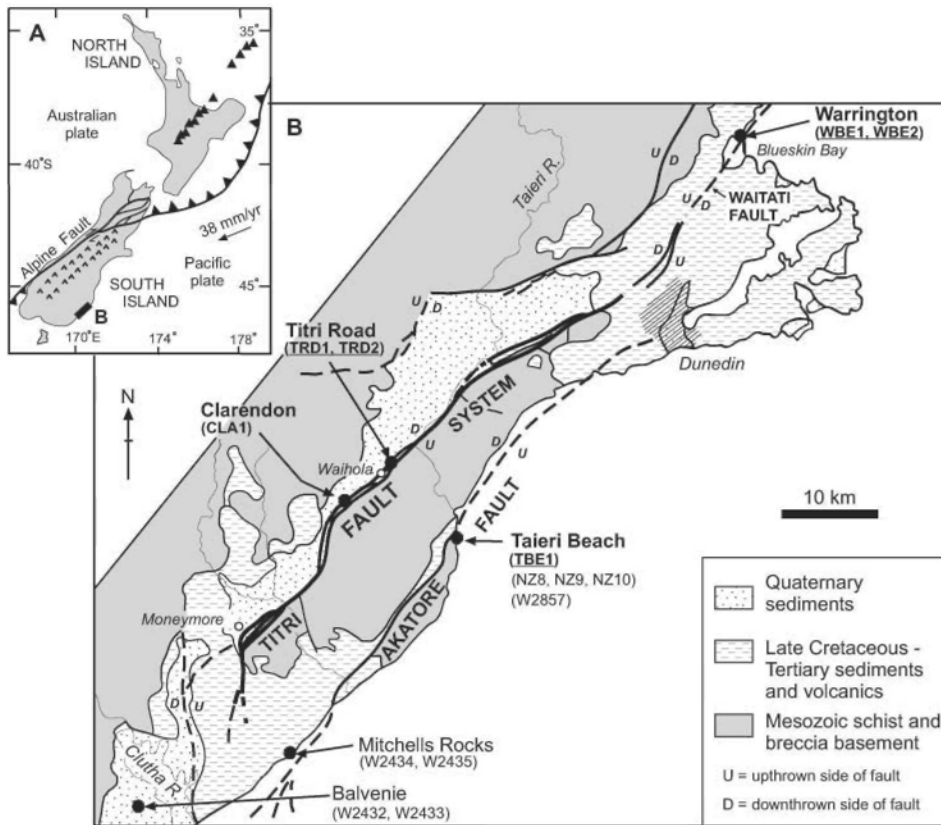 A
NORTH
ISLAND
35°
Australian
plate
40°S
Alpine Fault
38 mm/yr
Pacific
plate
SOUTH
ISLAND
45°
B
170°E
174°
178°
B
Warrington
(WBE1, WBE2)
Blueskin Bay
Taieri R.
U
D
U
D
WAITATI
FAULT
D
U
U
D
Titri Road
(TRD1, TRD2)
Dunedin
N
SYSTEM
Clarendon
(CLA1)
D
U
D
U
Waihola
FAULT
FAULT
10 km
Taieri Beach
(TBE1)
(NZ8, NZ9, NZ10)
(W2857)
Moneymore
TITRI
AKATORE
D
U
Clutha R.
Mitchells Rocks
(W2434, W2435)
Balvenie
(W2432, W2433)
Quaternary
sediments
Late Cretaceous -
Tertiary sediments
and volcanics
Mesozoic schist and
breccia basement
U = upthrown side of fault
D = downthrown side of fault